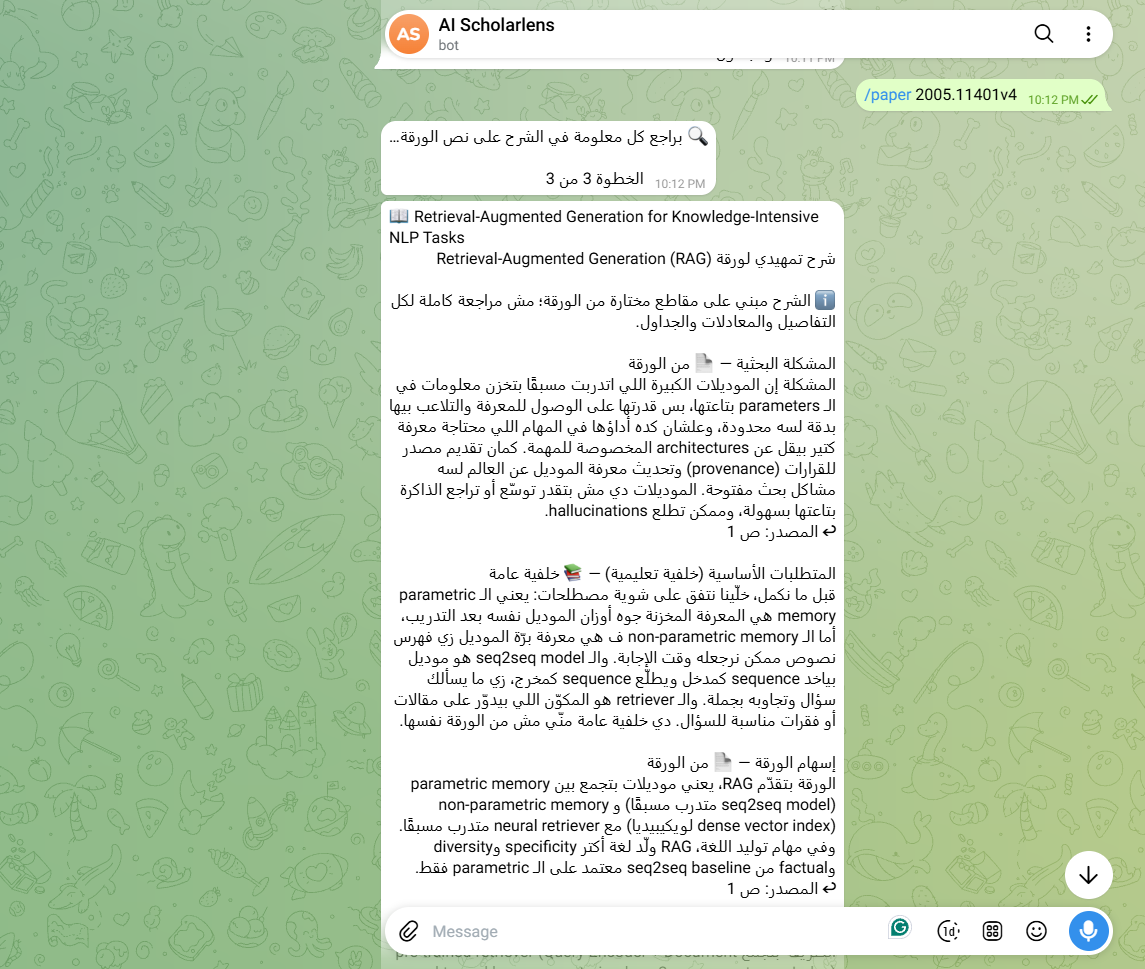 AI Scholarlens
AS
bot
10:11 PM
/paper 2005.11401v4 10:12 PM
🔍 براجع كل معلومة في الشرح على نص الورقة...
الخطوة 3 من 3 10:12 PM
📖 Retrieval-Augmented Generation for Knowledge-Intensive
NLP Tasks
شرح تمهيدي لورقة Retrieval-Augmented Generation (RAG)
ℹ️ الشرح مبني على مقاطع مختارة من الورقة؛ مش مراجعة كاملة لكل
التفاصيل والمعادلات والجداول.
المشكلة البحثية — 📄 من الورقة
المشكلة إن الموديلات الكبيرة اللي اتدربت مسبقًا بتخزن معلومات في
الـ parameters بتاعتها، بس قدرتها على الوصول للمعرفة والتلاعب بيها
بدقة لسه محدودة، وعلشان كده أداؤها في المهام اللي محتاجة معرفة
كتير بيقل عن architectures المخصوصة للمهمة. كمان تقديم مصدر
للقرارات (provenance) وتحديث معرفة الموديل عن العالم لسه
مشاكل بحث مفتوحة. الموديلات دي مش بتقدر توسّع أو تراجع الذاكرة
بتاعتها بسهولة، وممكن تطلع hallucinations.
↩ المصدر: ص 1
المتطلبات الأساسية (خلفية تعليمية) — 📚 خلفية عامة
قبل ما نكمل، خلّينا نتفق على شوية مصطلحات: يعني الـ parametric
memory هي المعرفة المخزنة جوه أوزان الموديل نفسه بعد التدريب،
أما الـ non-parametric memory ف هي معرفة برّة الموديل زي فهرس
نصوص ممكن نرجعله وقت الإجابة. والـ seq2seq model هو موديل
بياخد sequence كمدخل ويطلّع sequence كمخرج، زي ما يسألك
سؤال وتجاوبه بجملة. والـ retriever هو المكوّن اللي بيدوّر على مقالات
أو فقرات مناسبة للسؤال. دي خلفية عامة منّي مش من الورقة نفسها.
إسهام الورقة — 📄 من الورقة
الورقة بتقدّم RAG، يعني موديلات بتجمع بين parametric memory
(seq2seq model متدرب مسبقًا) و non-parametric memory
(dense vector index لويكيبيديا) مع neural retriever متدرب مسبقًا.
وفي مهام توليد اللغة، RAG ولّد لغة أكتر specificity وdiversity
وfactual من seq2seq baseline معتمد على الـ parametric فقط.
↩ المصدر: ص 1
Message
1d